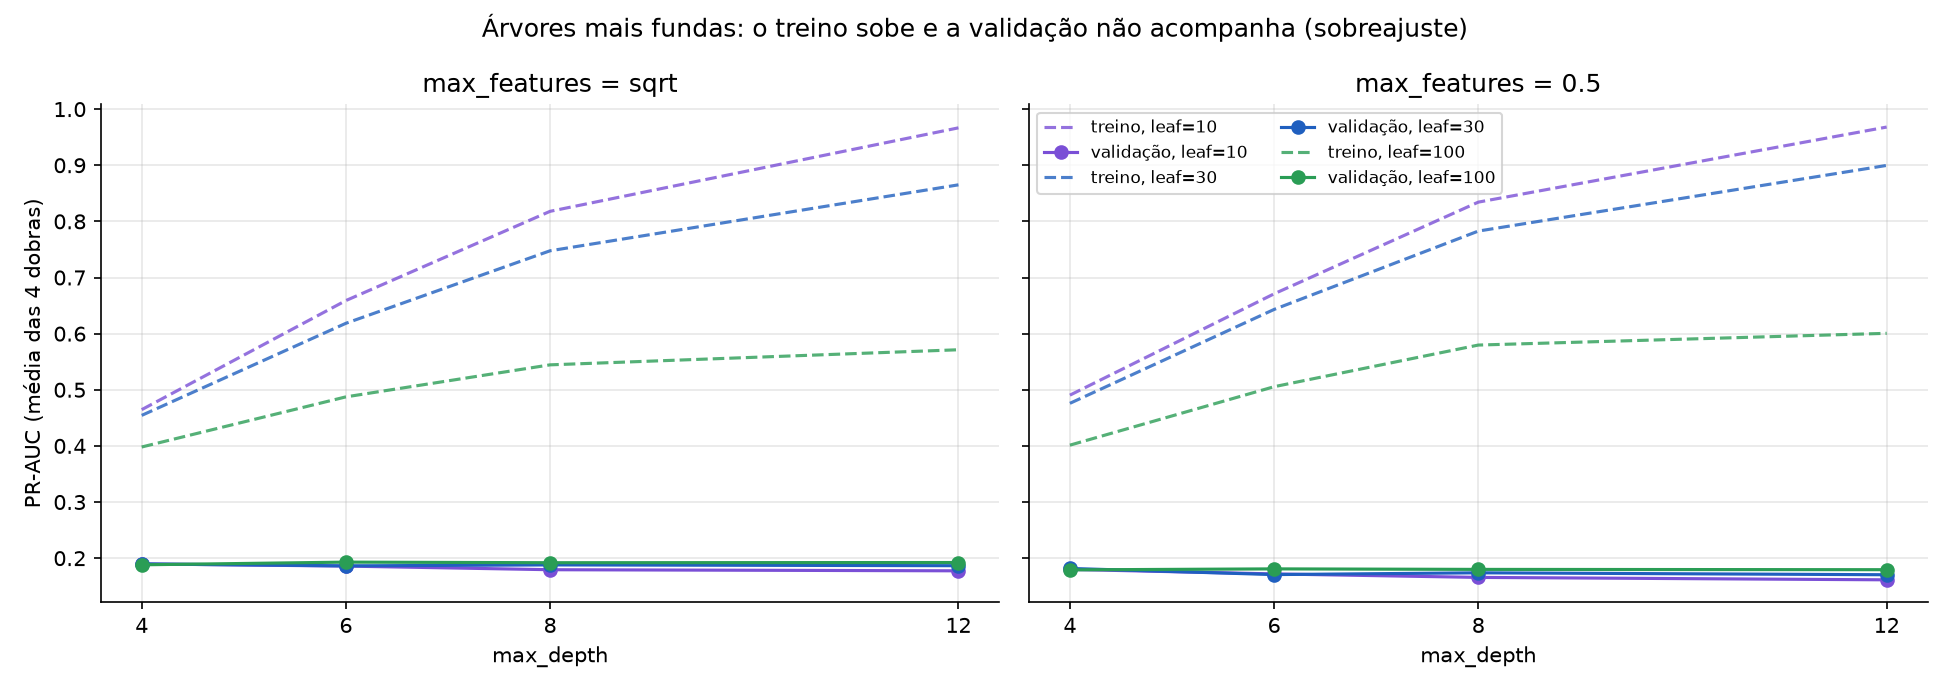 Árvores mais fundas: o treino sobe e a validação não acompanha (sobreajuste)
max_features = sqrt
PR-AUC (média das 4 dobras)
1.0
0.9
0.8
0.7
0.6
0.5
0.4
0.3
0.2
4 6 8 12
max_depth
max_features = 0.5
treino, leaf=10
validação, leaf=10
treino, leaf=30
validação, leaf=30
treino, leaf=100
validação, leaf=100
4 6 8 12
max_depth